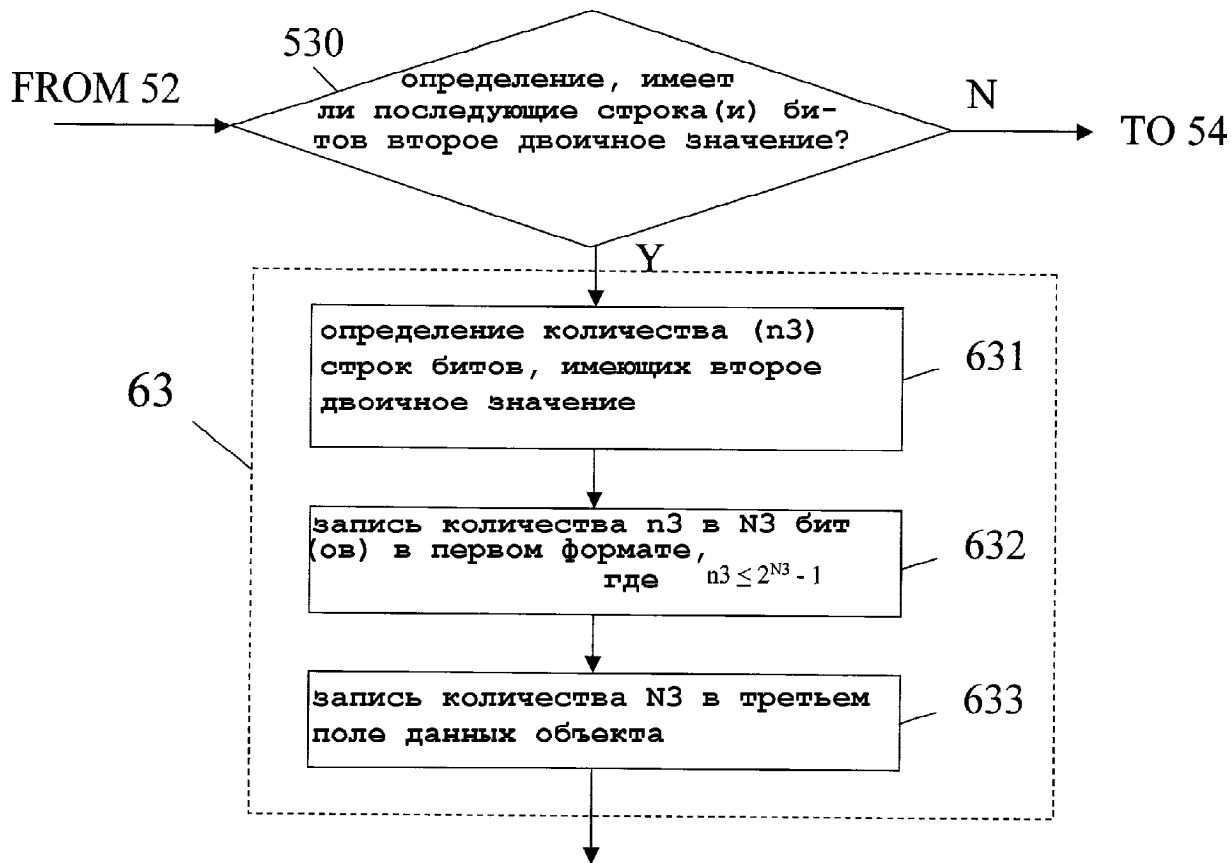 530
FROM 52
определение, имеет
ли последующие строка(и) би-
тов второе двоичное значение?
N
TO 54
Y
определение количества (n3)
строк битов, имеющих второе
двоичное значение
631
63
запись количества n3 в N3 бит
(ов) в первом формате,
где n3 ≤ 2^N3 - 1
632
запись количества N3 в третьем
поле данных объекта
633